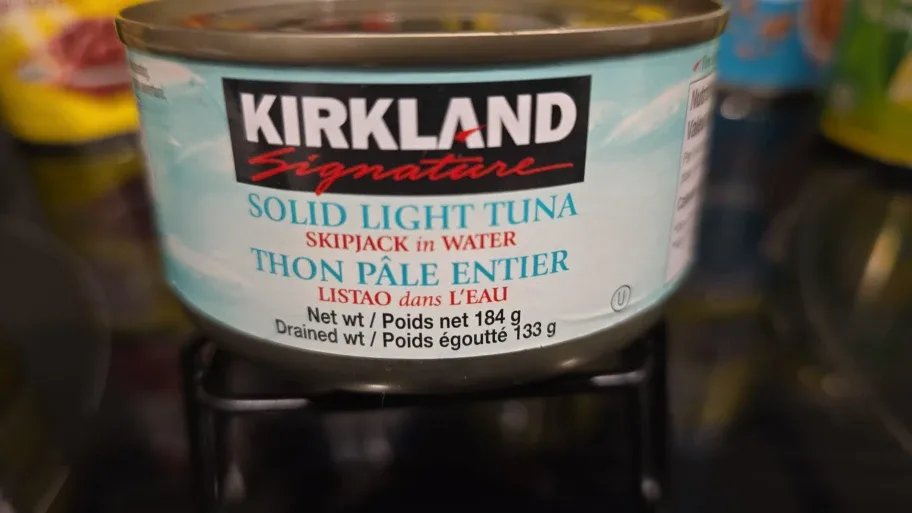 KIRKLAND
Signature
SOLID LIGHT TUNA
SKIPJACK in WATER
THON PÂLE ENTIER
LISTAO dans L'EAU
Net wt / Poids net 184 g
Drained wt / Poids égoutté 133 g
U